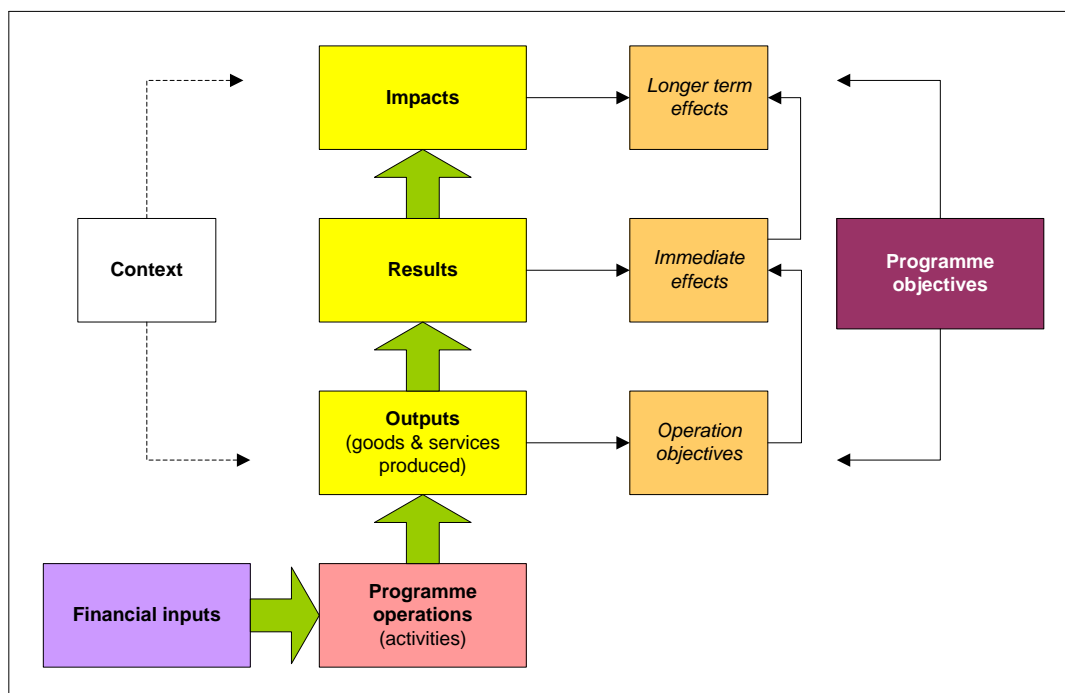 Impacts
Longer term
effects
Context
Results
Immediate
effects
Programme
objectives
Outputs
(goods & services
produced)
Operation
objectives
Financial inputs
Programme
operations
(activities)